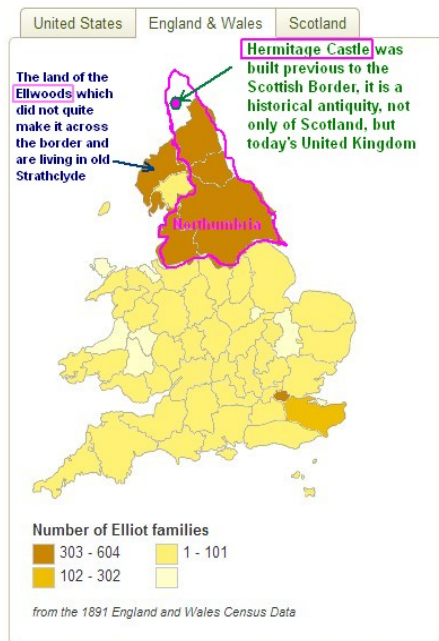 United States England & Wales Scotland
The land of the
Ellwoods which
did not quite
make it across
the border and
are living in old
Strathclyde
Hermitage Castle was
built previous to the
Scottish Border, it is a
historical antiquity, not
only of Scotland, but
today's United Kingdom
Northumbria
Number of Elliot families
303 - 604 1 - 101
102 - 302
from the 1891 England and Wales Census Data